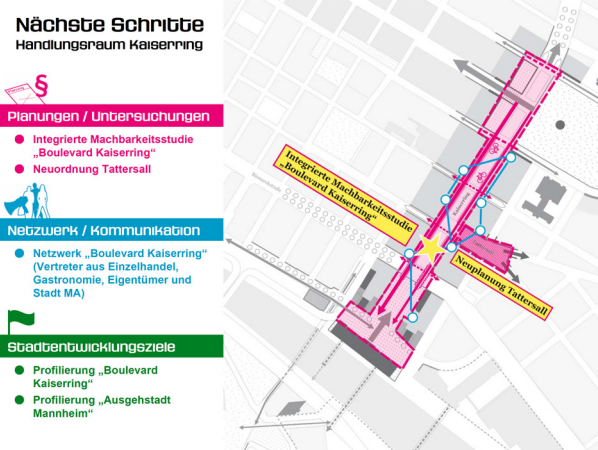 Nächste Schritte
Handlungsraum Kaiserring
§
Planungen / Untersuchungen
Integrierte Machbarkeitsstudie
„Boulevard Kaiserring“
Neuordnung Tattersall
Netzwerk / Kommunikation
Netzwerk „Boulevard Kaiserring“
(Vertreter aus Einzelhandel,
Gastronomie, Eigentümer und
Stadt MA)
Stadtentwicklungsziele
Profilierung „Boulevard
Kaiserring“
Profilierung „Ausgehstadt
Mannheim“
Integrierte Machbarkeitsstudie
„Boulevard Kaiserring“
Kaiserring
Neuplanung Tattersall